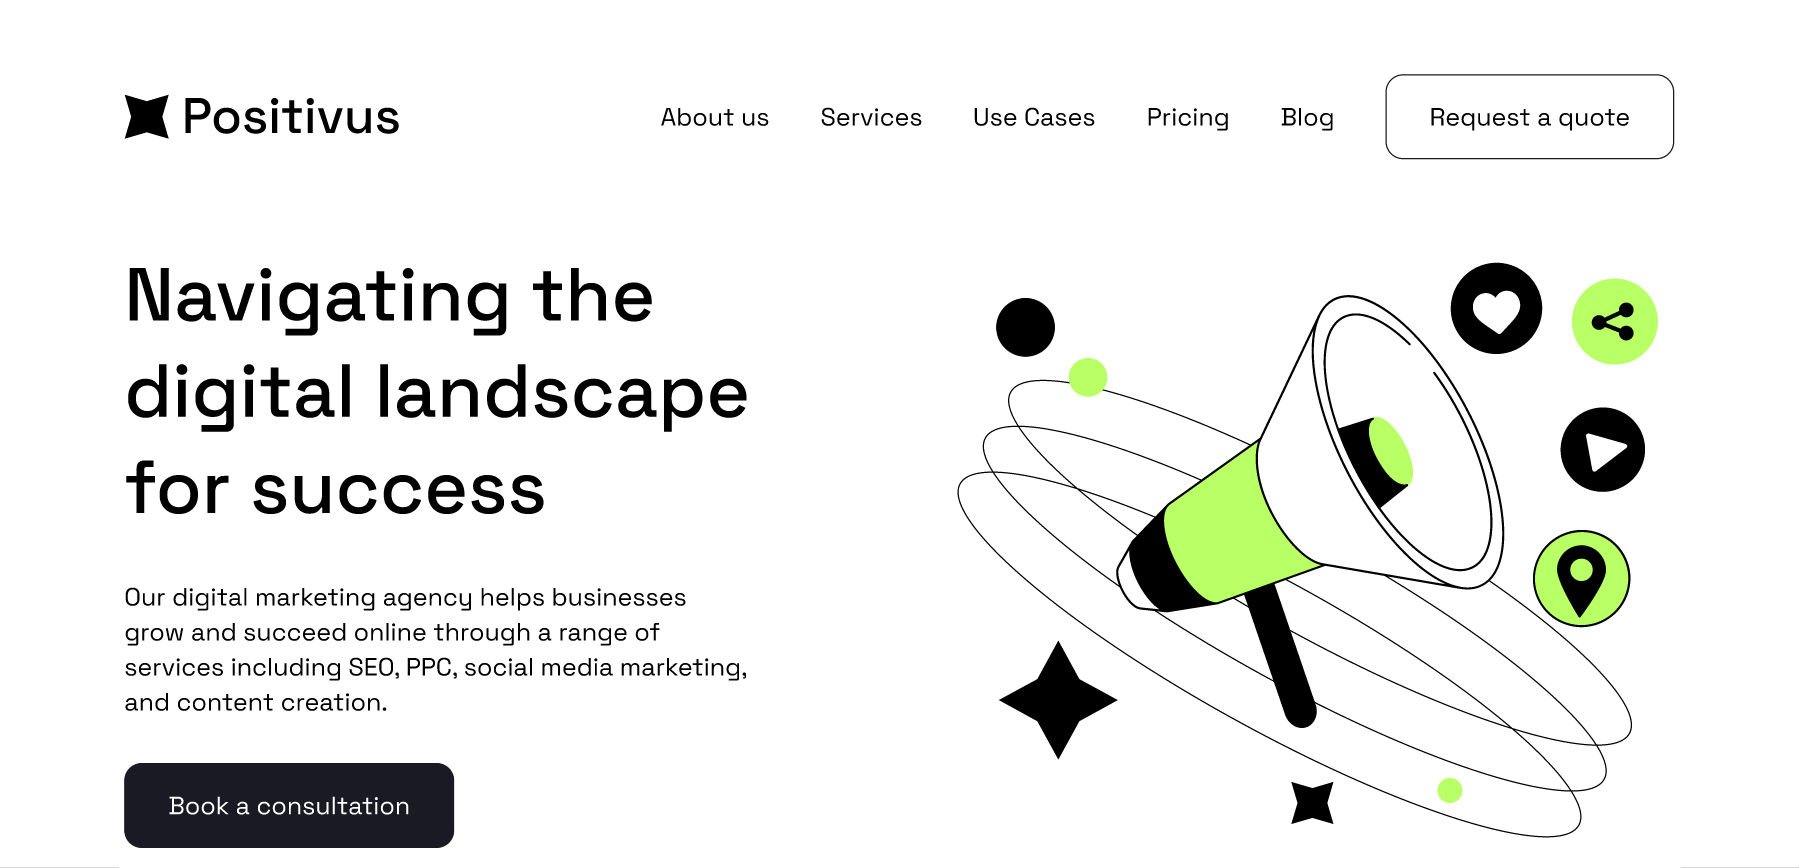 Positivus
About us
Services
Use Cases
Pricing
Blog
Request a quote
Navigating the
digital landscape
for success
Our digital marketing agency helps businesses
grow and succeed online through a range of
services including SEO, PPC, social media marketing,
and content creation.
Book a consultation